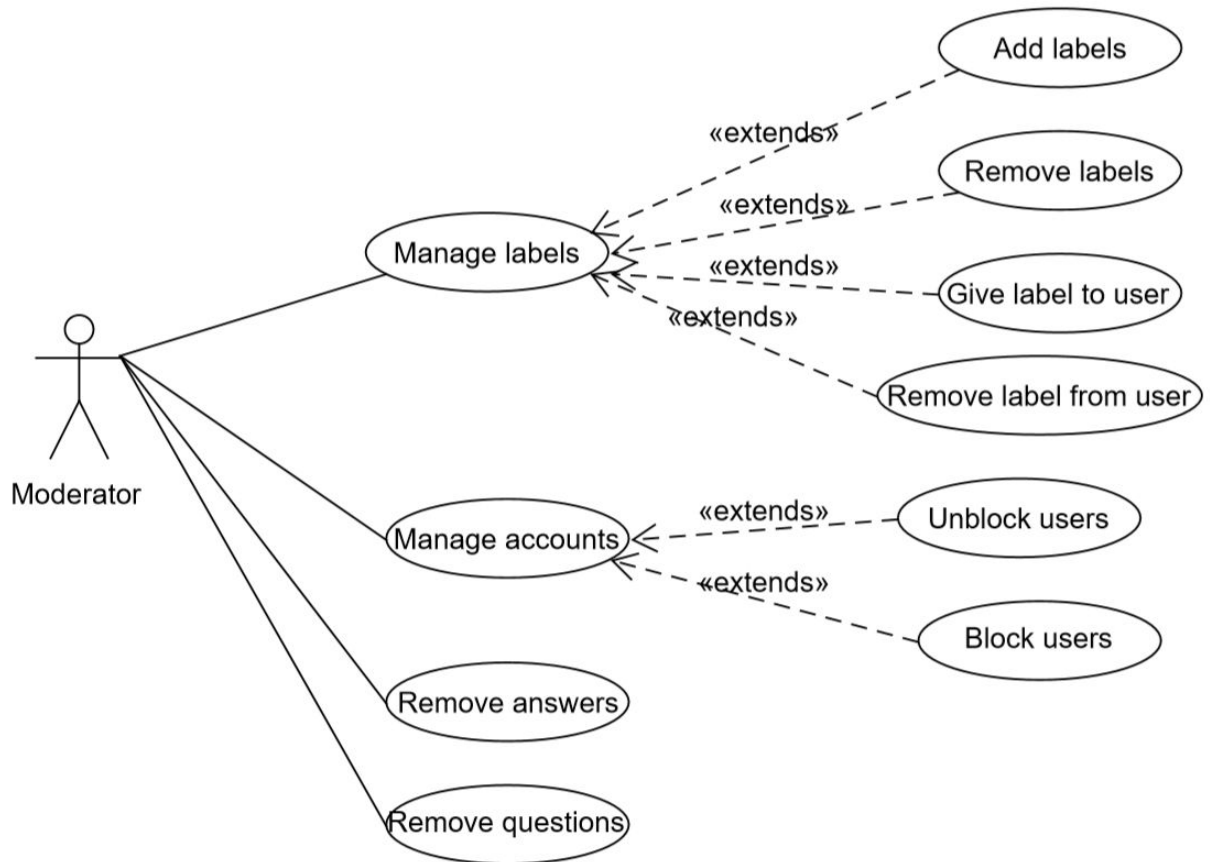 Add labels
«extends»
Remove labels
«extends»
Manage labels
«extends»
Give label to user
«extends»
Remove label from user
Moderator
«extends»
Unblock users
Manage accounts
«extends»
Block users
Remove answers
Remove questions